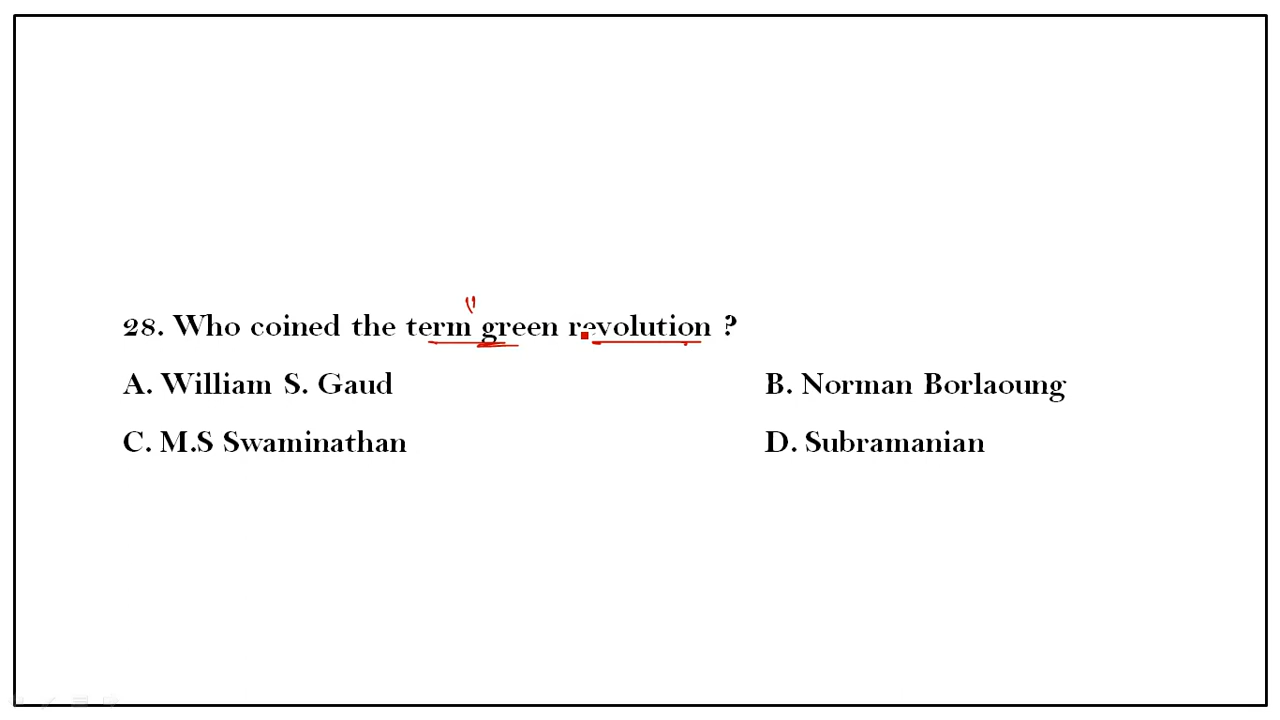 28. Who coined the term green revolution ?
A. William S. Gaud B. Norman Borlaoung
C. M.S Swaminathan D. Subramanian